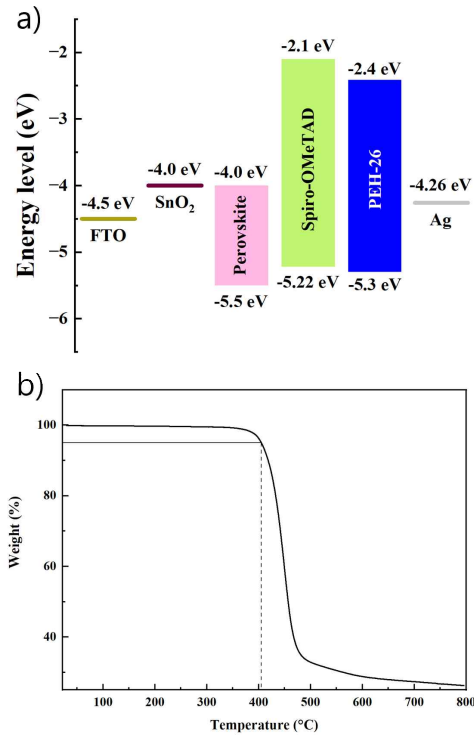 a)
Energy level (eV)
−2
−3
−4
−5
−6
-4.5 eV
FTO
-4.0 eV
SnO₂
-4.0 eV
Perovskite
-5.5 eV
-2.1 eV
Spiro-OMeTAD
-5.22 eV
-2.4 eV
PEH-26
-5.3 eV
-4.26 eV
Ag
b)
Weight (%)
100
80
60
40
100 200 300 400 500 600 700 800
Temperature (°C)